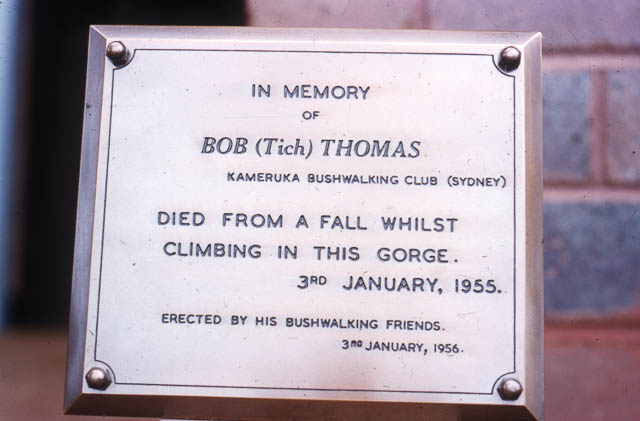 IN MEMORY
OF
BOB (Tich) THOMAS
KAMERUKA BUSHWALKING CLUB (SYDNEY)
DIED FROM A FALL WHILST
CLIMBING IN THIS GORGE.
3RD JANUARY, 1955.
ERECTED BY HIS BUSHWALKING FRIENDS.
3RD JANUARY, 1956.